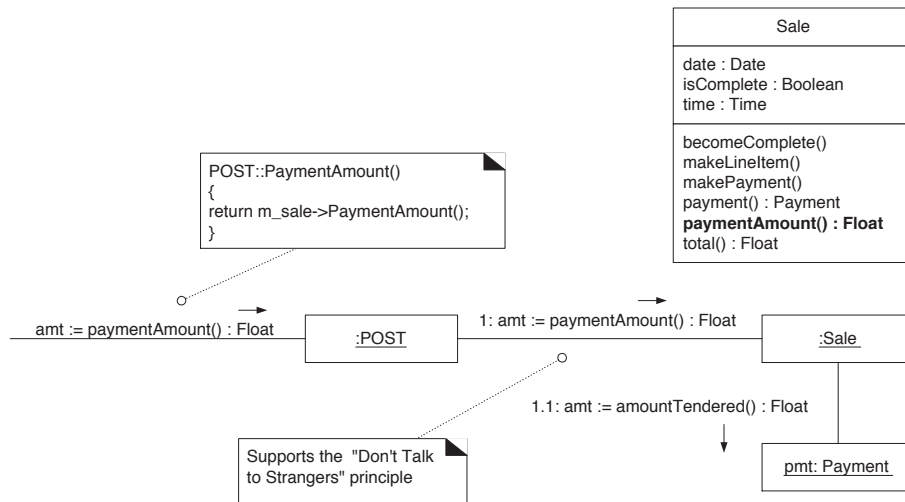 Sale
date : Date
isComplete : Boolean
time : Time
becomeComplete()
makeLineItem()
makePayment()
payment() : Payment
paymentAmount() : Float
total() : Float
POST::PaymentAmount()
{
return m_sale->PaymentAmount();
}
amt := paymentAmount() : Float
:POST
1: amt := paymentAmount() : Float
:Sale
1.1: amt := amountTendered() : Float
Supports the "Don't Talk
to Strangers" principle
pmt: Payment